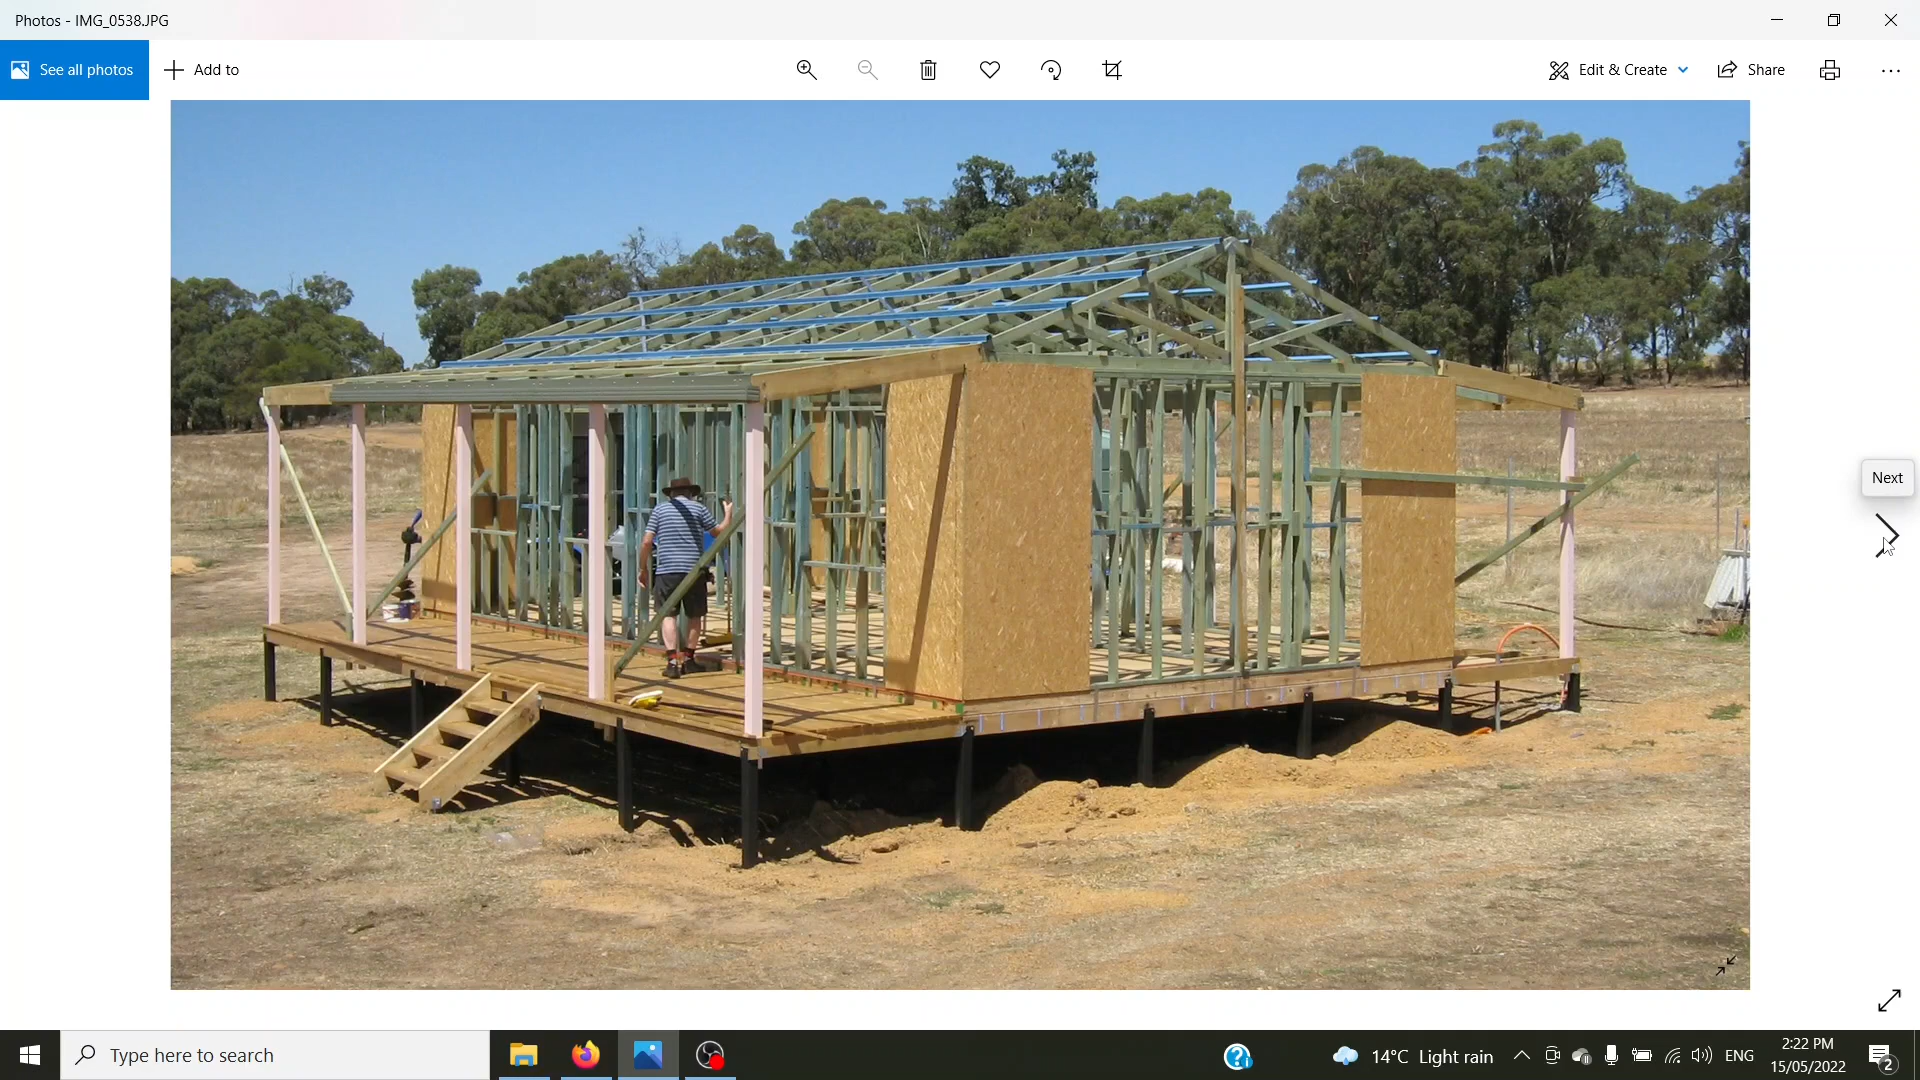 Photos - IMG_0538.JPG
See all photos
Add to
Edit & Create
Share
Next
Type here to search
14°C Light rain
ENG
2:22 PM
15/05/2022
2